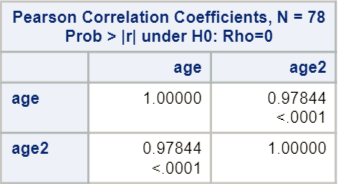 Pearson Correlation Coefficients, N = 78
Prob > |r| under H0: Rho=0
age age2
age 1.00000 0.97844
<.0001
age2 0.97844 1.00000
<.0001